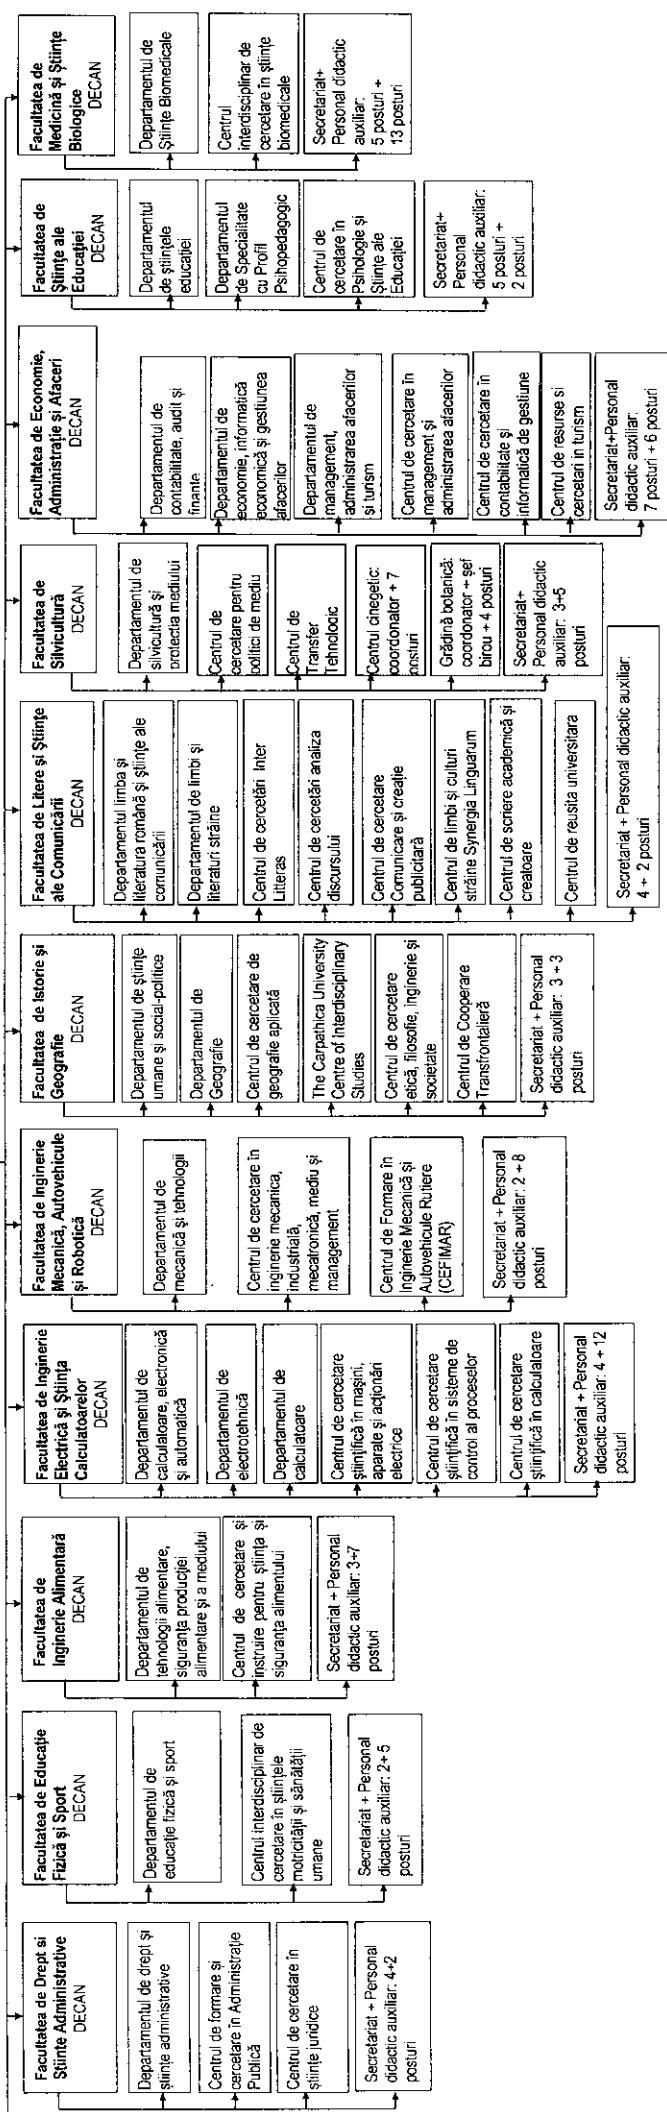 Facultatea de Drept si
Stiinte Administrative
DECAN
Departamentul de drept și
științe administrative
Centrul de formare și
cercetare în Administrație
Publică
Centrul de cercetare în
științe juridice
Secretariat + Personal
didactic auxiliar: 4+2
posturi
Facultatea de Educație
Fizică și Sport
DECAN
Departamentul de
educație fizică și sport
Centrul interdisciplinar de
cercetare în științele
motricității și sănătății
umane
Secretariat + Personal
didactic auxiliar: 2+ 5
posturi
Facultatea de
Inginerie Alimentară
DECAN
Departamentul de
tehnologii alimentare,
siguranța producției
alimentare și a mediului
Centrul de cercetare și
instruire pentru știința și
siguranța alimentului
Secretariat + Personal
didactic auxiliar: 3+7
posturi
Facultatea de Inginerie
Electrică și Știința
Calculatoarelor
DECAN
Departamentul de
calculatoare, electronică
și automatică
Departamentul de
electrotehnică
Departamentul de
calculatoare
Centrul de cercetare
științifică în mașini,
aparate și acționări
electrice
Centrul de cercetare
științifică în sisteme de
control al proceselor
Centrul de cercetare
științifică în calculatoare
Secretariat + Personal
didactic auxiliar: 4 + 12
posturi
Facultatea de Inginerie
Mecanică, Autovehicule
și Robotică
DECAN
Departamentul de
mecanică și tehnologii
Centrul de cercetare în
inginerie mecanica,
industrială,
mecatronică, mediu și
management
Centrul de Formare în
Inginerie Mecanică și
Autovehicule Rutiere
(CEFIMAR)
Secretariat + Personal
didactic auxiliar: 2 + 8
posturi
Facultatea de Istorie și
Geografie
DECAN
Departamentul de științe
umane și social-politice
Departamentul de
Geografie
Centrul de cercetare de
geografie aplicată
The Carpathica University
Centre of Interdisciplinary
Studies
Centrul de cercetare
etică, filosofie, inginerie și
societate
Centrul de Cooperare
Transfrontalieră
Secretariat + Personal
didactic auxiliar: 3 + 3
posturi
Facultatea de Litere și Științe
ale Comunicării
DECAN
Departamentul limba și
literatura română și științe ale
comunicării
Departamentul de limbi și
literaturi străine
Centrul de cercetări Inter
Litteras
Centrul de cercetări analiza
discursului
Centrul de cercetare
Comunicare și creație
publicitară
Centrul de limbi și culturi
străine Synergia Linguarum
Centrul de scriere academică și
creatoare
Centrul de reusita universitara
Secretariat + Personal didactic auxiliar:
4 + 2 posturi
Facultatea de
Silvicultură
DECAN
Departamentul de
silvicultură și
protectia mediului
Centrul de
cercetare pentru
politici de mediu
Centrul de
Transfer
Tehnologic
Centrul cinegetic:
coordonator + 7
posturi
Grădină botanică:
coordonator + șef
birou + 4 posturi
Secretariat+
Personal didactic
auxiliar: 3+5
posturi
Facultatea de Economie,
Administrație și Afaceri
DECAN
Departamentul de
contabilitate, audit și
finanțe
Departamentul de
economie, informatică
economică și gestiunea
afacerilor
Departamentul de
management,
administrarea afacerilor
și turism
Centrul de cercetare în
management și
administrarea afacerilor
Centrul de cercetare în
contabilitate și
informatică de gestiune
Centrul de resurse si
cercetari in turism
Secretariat+Personal
didactic auxiliar:
7 posturi + 6 posturi
Facultatea de
Științe ale
Educației
DECAN
Departamentul
de științele
educației
Departamentul
de Specialitate
cu Profil
Psihopedagogic
Centrul de
cercetare în
Psihologie și
Științe ale
Educației
Secretariat+
Personal
didactic auxiliar:
5 posturi +
2 posturi
Facultatea de
Medicină și Științe
Biologice
DECAN
Departamentul de
Științe Biomedicale
Centrul
interdisciplinar de
cercetare în științe
biomedicale
Secretariat+
Personal didactic
auxiliar:
5 posturi +
13 posturi